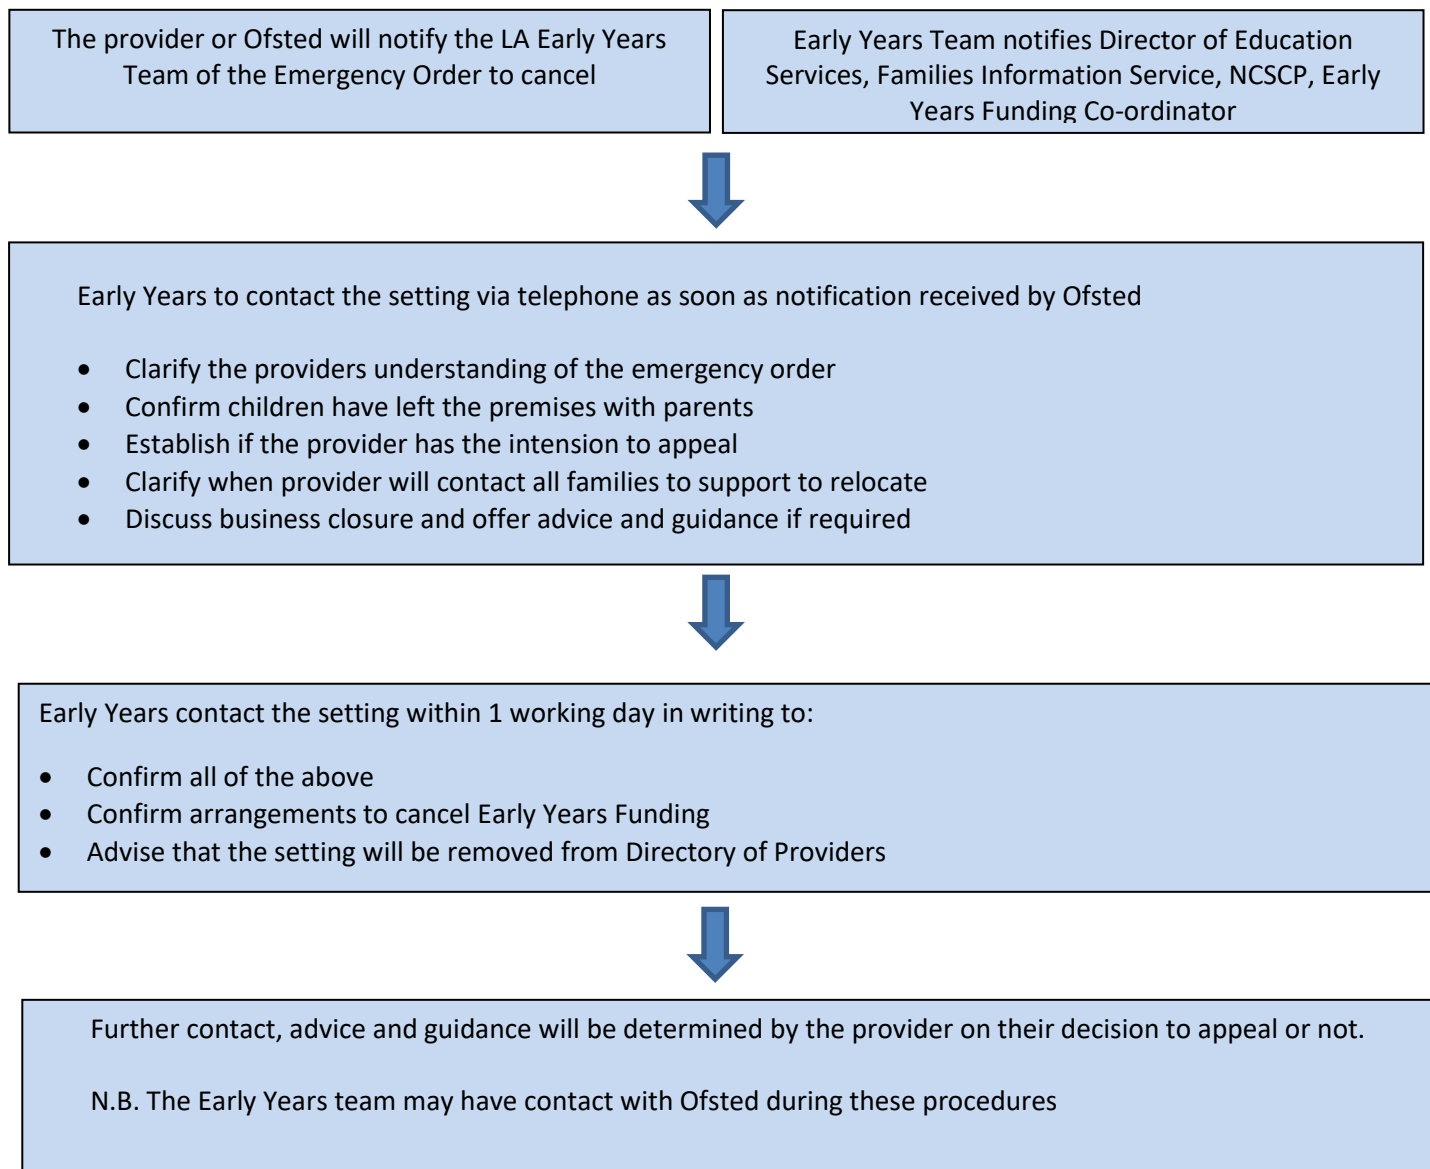 The provider or Ofsted will notify the LA Early Years
Team of the Emergency Order to cancel
Early Years Team notifies Director of Education
Services, Families Information Service, NCSCP, Early
Years Funding Co-ordinator
Early Years to contact the setting via telephone as soon as notification received by Ofsted
• Clarify the providers understanding of the emergency order
• Confirm children have left the premises with parents
• Establish if the provider has the intension to appeal
• Clarify when provider will contact all families to support to relocate
• Discuss business closure and offer advice and guidance if required
Early Years contact the setting within 1 working day in writing to:
• Confirm all of the above
• Confirm arrangements to cancel Early Years Funding
• Advise that the setting will be removed from Directory of Providers
Further contact, advice and guidance will be determined by the provider on their decision to appeal or not.
N.B. The Early Years team may have contact with Ofsted during these procedures